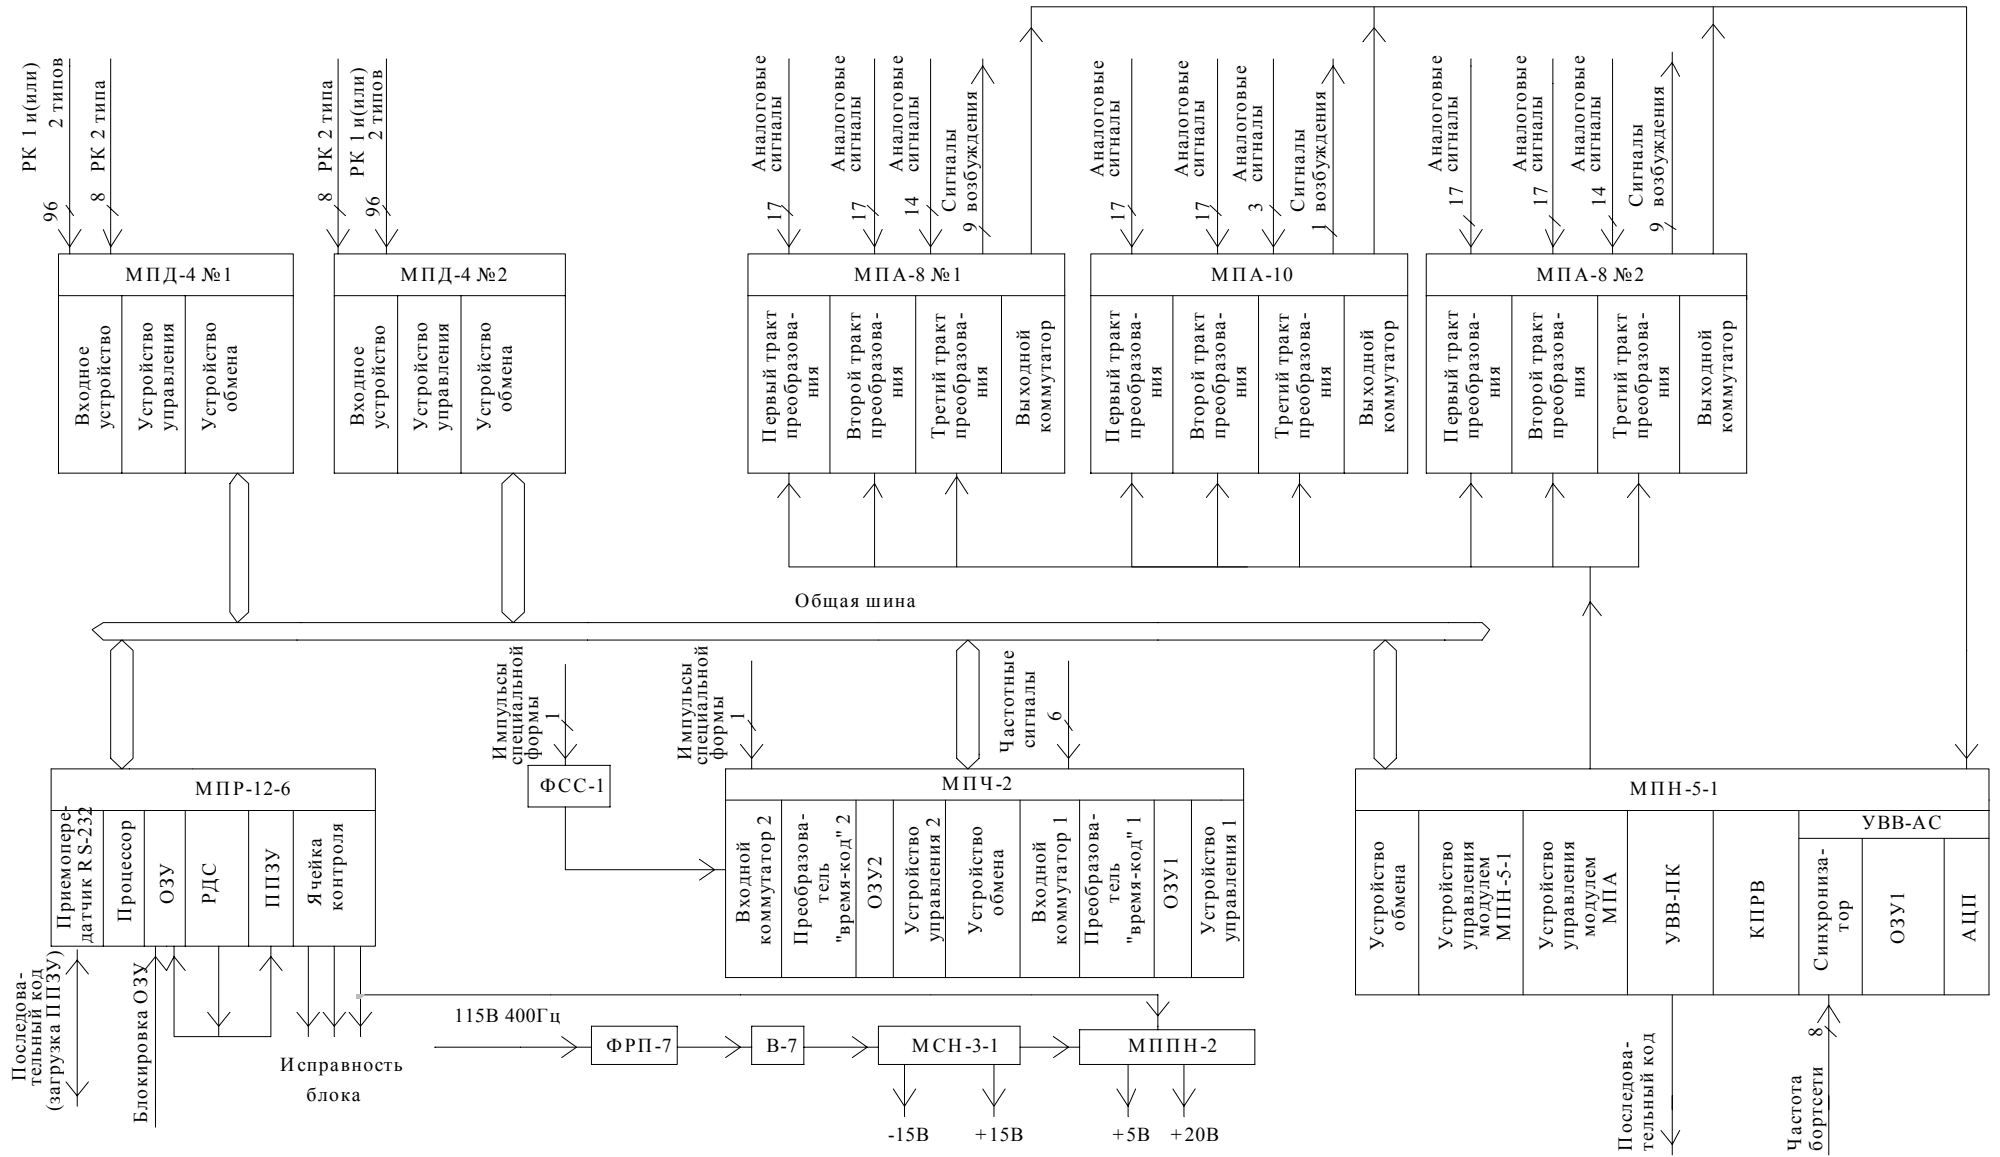 РК 1 и(или)
2 типов
96
РК 2 типа
8
РК 2 типа
8
РК 1 и(или)
2 типов
96
Аналоговые
сигналы
17
Аналоговые
сигналы
17
Аналоговые
сигналы
14
Сигналы
возбуждения
9
Аналоговые
сигналы
17
Аналоговые
сигналы
17
Аналоговые
сигналы
3
Сигналы
возбуждения
1
Аналоговые
сигналы
17
Аналоговые
сигналы
17
Аналоговые
сигналы
14
Сигналы
возбуждения
9
МПД-4 №1
Входное
устройство
Устройство
управления
Устройство
обмена
МПД-4 №2
Входное
устройство
Устройство
управления
Устройство
обмена
МПА-8 №1
Первый тракт
преобразова-
ния
Второй тракт
преобразова-
ния
Третий тракт
преобразова-
ния
Выходной
коммутатор
МПА-10
Первый тракт
преобразова-
ния
Второй тракт
преобразова-
ния
Третий тракт
преобразова-
ния
Выходной
коммутатор
МПА-8 №2
Первый тракт
преобразова-
ния
Второй тракт
преобразова-
ния
Третий тракт
преобразова-
ния
Выходной
коммутатор
Общая шина
Импульсы
специальной
формы
1
Импульсы
специальной
формы
1
Частотные
сигналы
6
МПР-12-6
Приемопере-
датчик R S-232
Процессор
ОЗУ
РДС
ППЗУ
Ячейка
контроля
ФСС-1
МПЧ-2
Входной
коммутатор 2
Преобразова-
тель
"время-код" 2
ОЗУ2
Устройство
управления 2
Устройство
обмена
Входной
коммутатор 1
Преобразова-
тель
"время-код" 1
ОЗУ1
Устройство
управления 1
МПН-5-1
Устройство
обмена
Устройство
управления
модулем
МПН-5-1
Устройство
управления
модулем
МПА
УВВ-ПК
КПРВ
УВВ-АС
Синхрониза-
тор
ОЗУ1
АЦП
Последова-
тельный код
(загрузка ППЗУ)
Блокировка ОЗУ
Исправность
блока
115В 400Гц
ФРП-7
В-7
МСН-3-1
МППН-2
-15В
+15В
+5В
+20В
Последова-
тельный код
Частота
бортсети
8